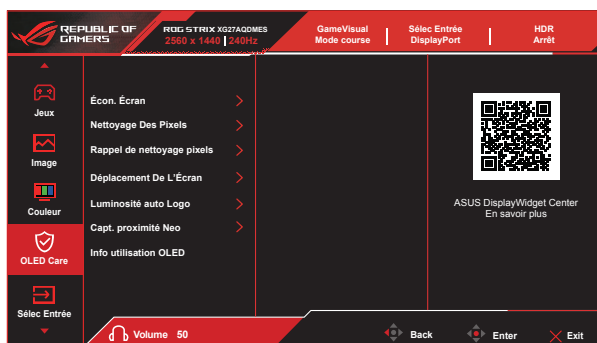 REPUBLIC OF
GAMERS
ROG STRIX XG27AQDMES
2560 x 1440 | 240Hz
GameVisual
Mode course
Sélec Entrée
DisplayPort
HDR
Arrêt
Jeux
Image
Couleur
OLED Care
Sélec Entrée
Écon. Écran
Nettoyage Des Pixels
Rappel de nettoyage pixels
Déplacement De L'Écran
Luminosité auto Logo
Capt. proximité Neo
Info utilisation OLED
ASUS DisplayWidget Center
En savoir plus
Volume 50
Back
Enter
Exit